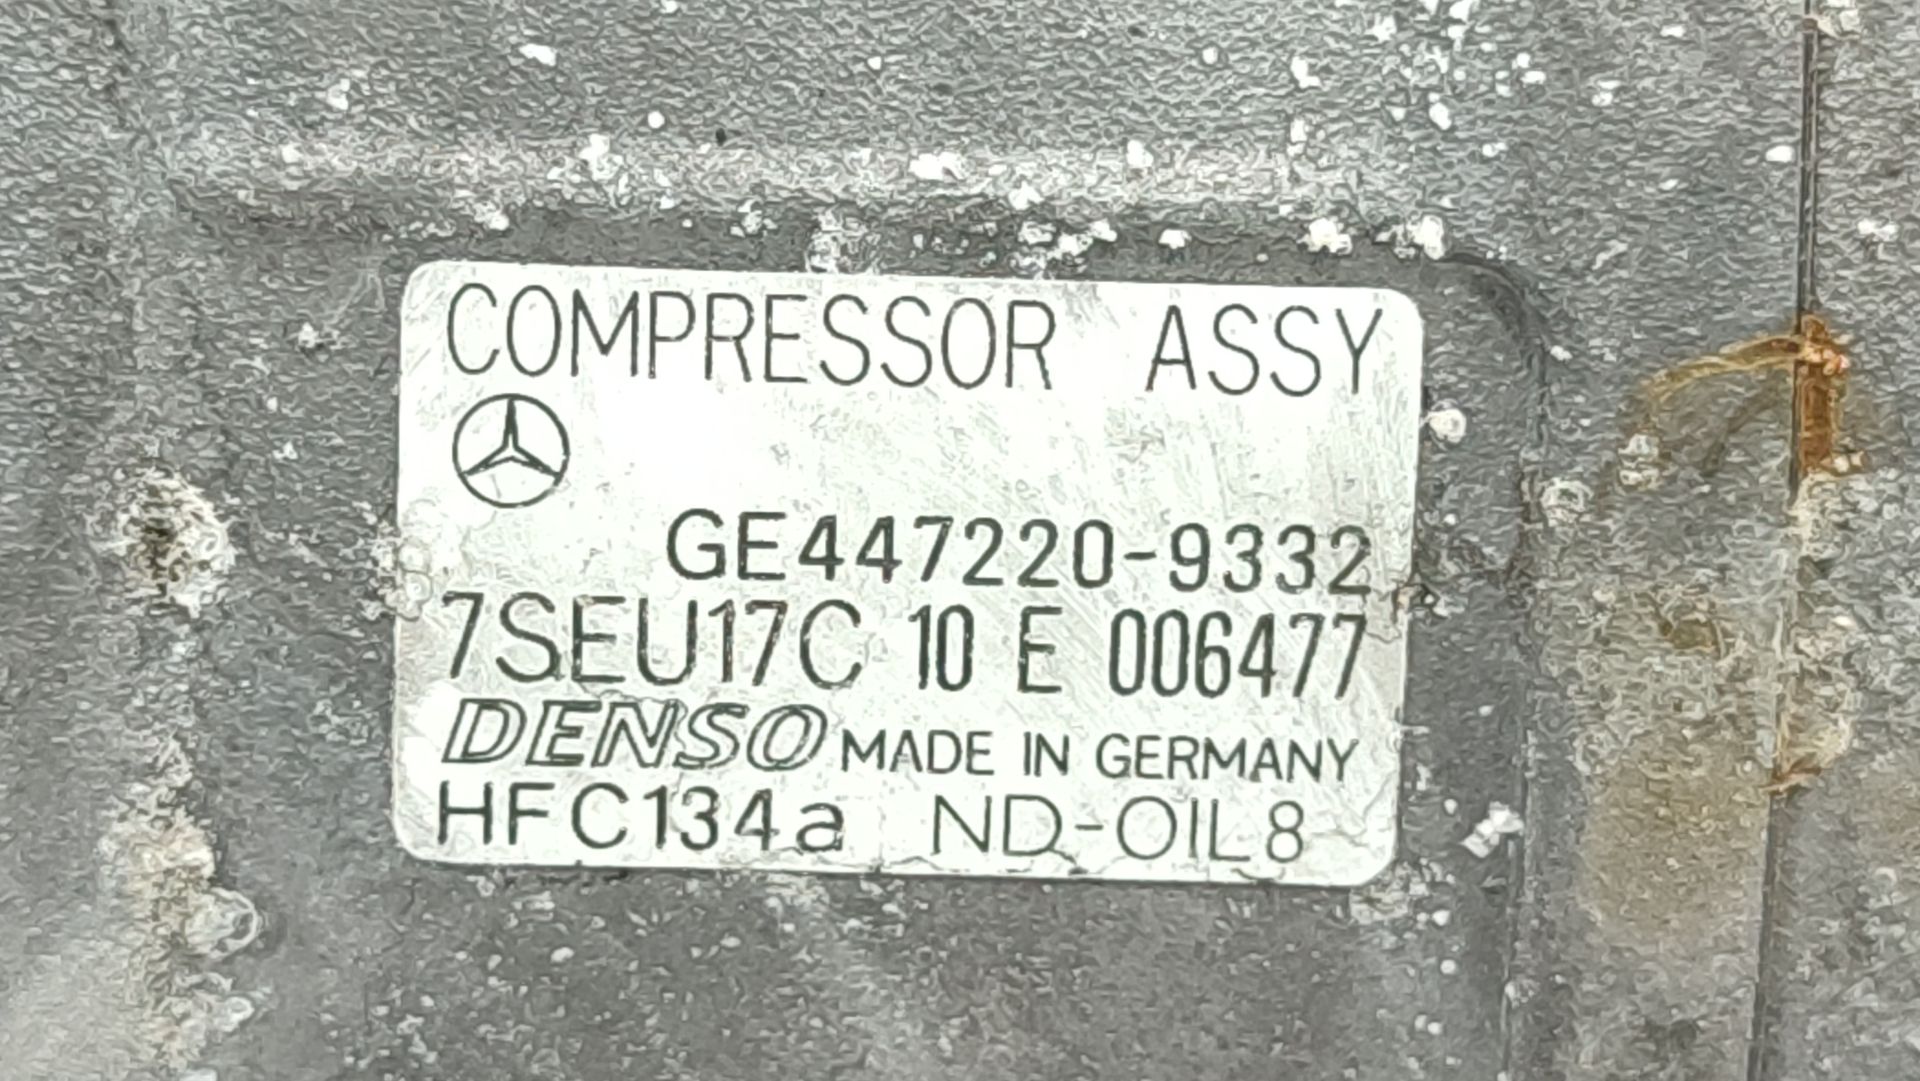 COMPRESSOR ASSY
GE447220-9332
7SEU17C 10 E 006477
DENSO MADE IN GERMANY
HFC134a ND-OIL8